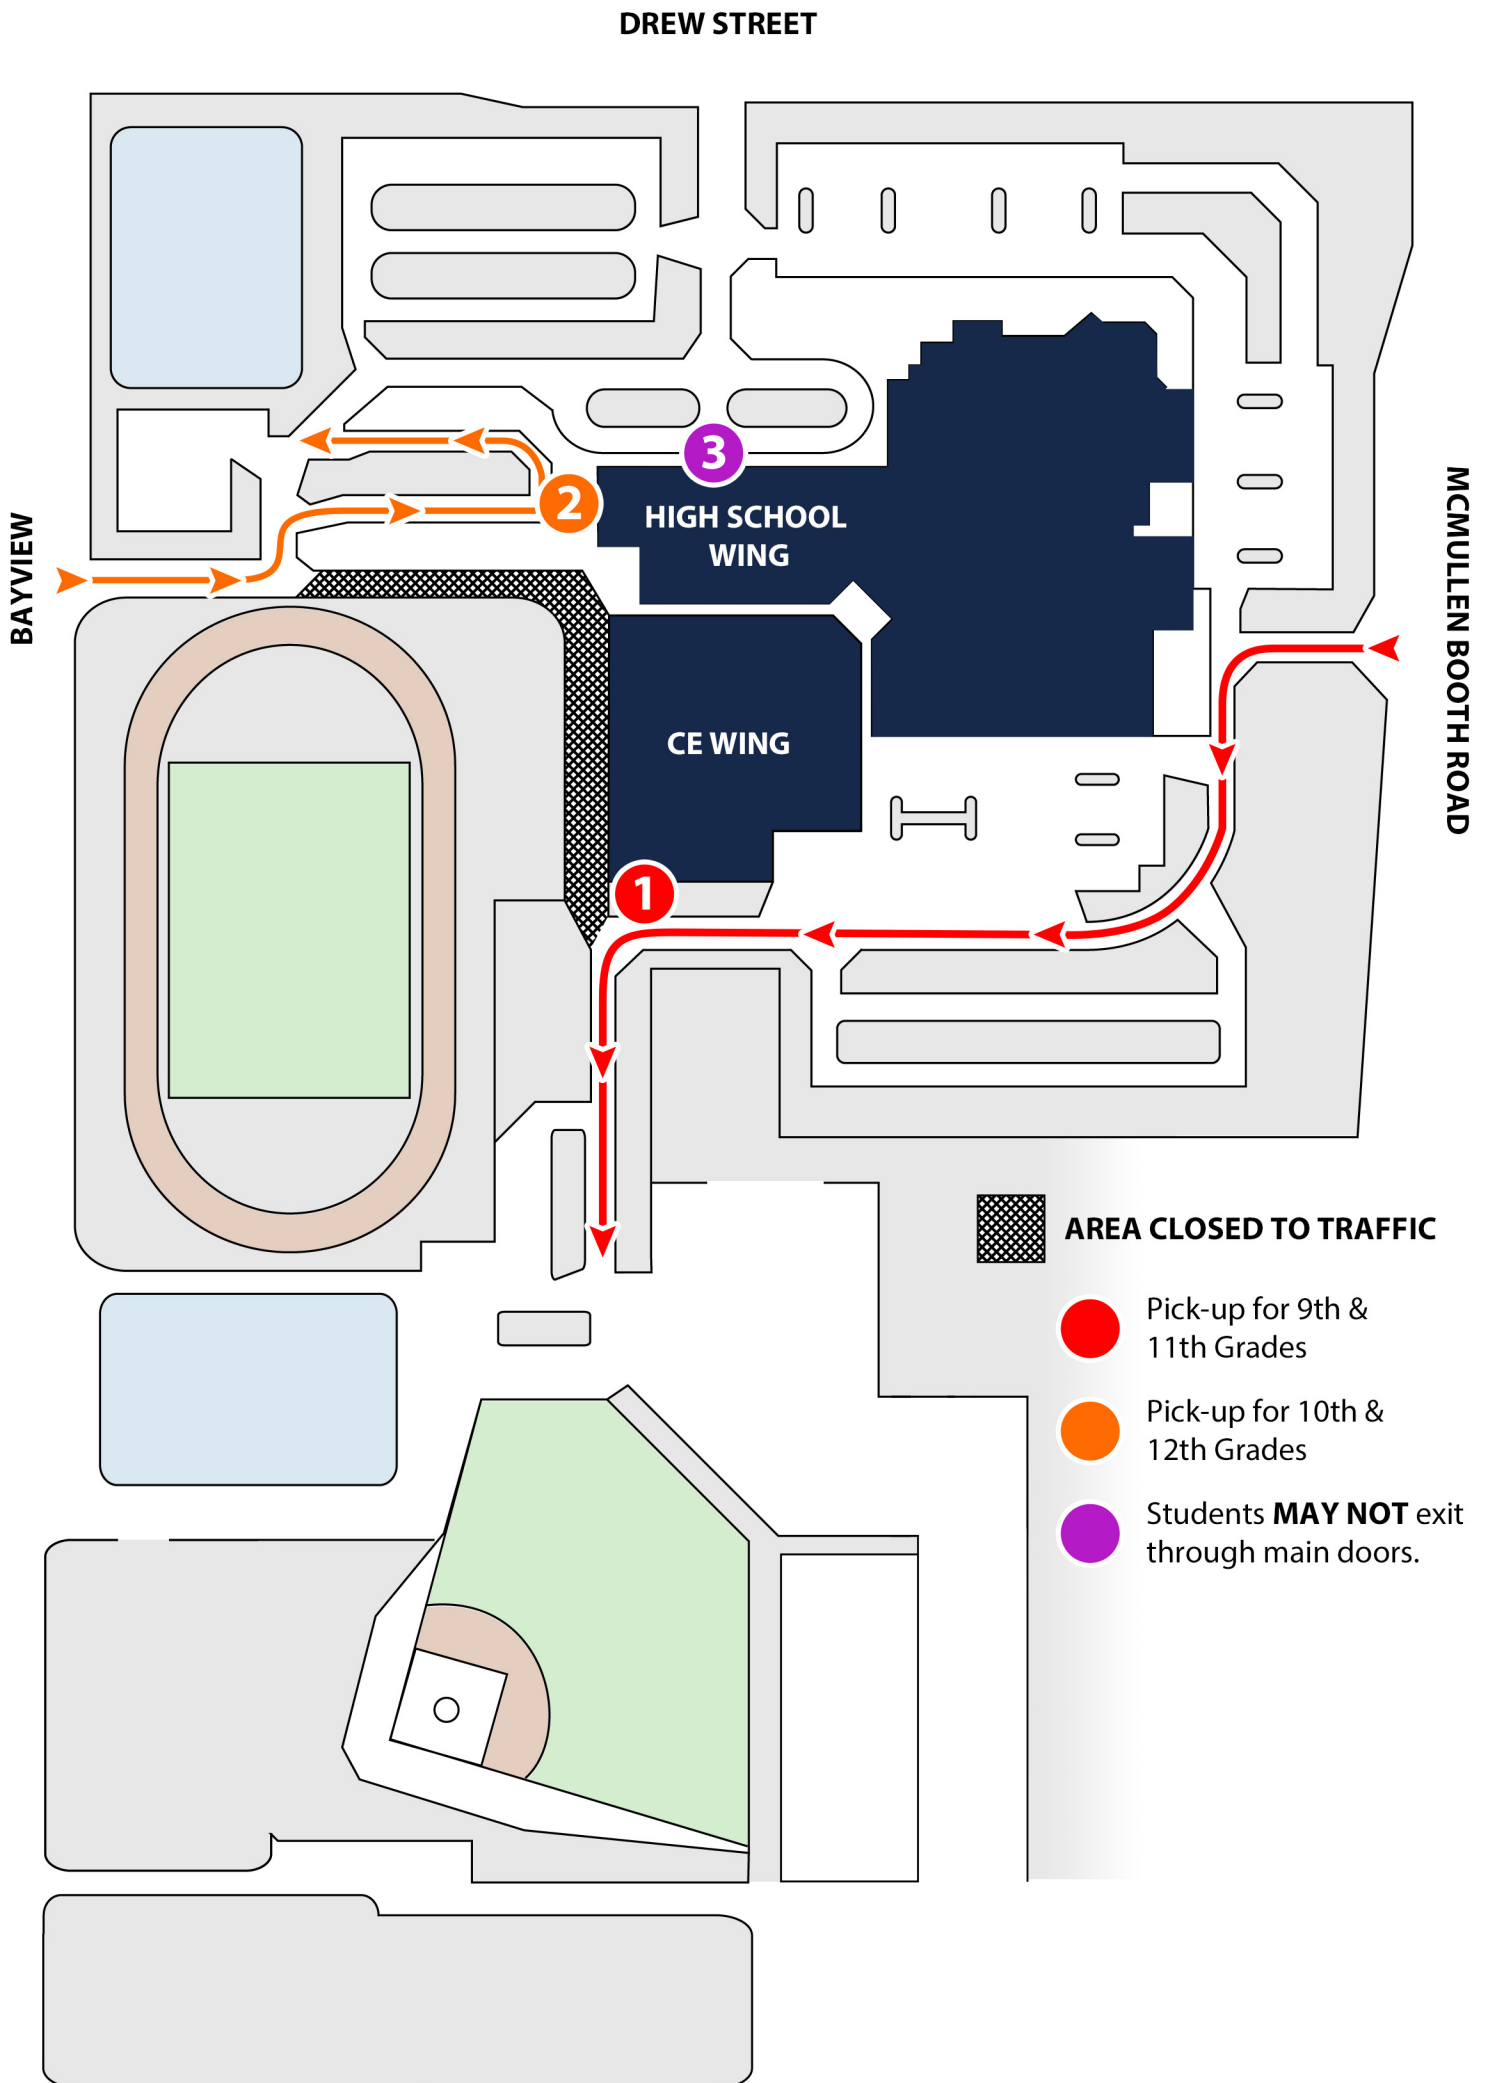 DREW STREET
3
2
HIGH SCHOOL
WING
BAYVIEW
MCMULLEN BOOTH ROAD
CE WING
1
AREA CLOSED TO TRAFFIC
Pick-up for 9th &
11th Grades
Pick-up for 10th &
12th Grades
Students MAY NOT exit
through main doors.